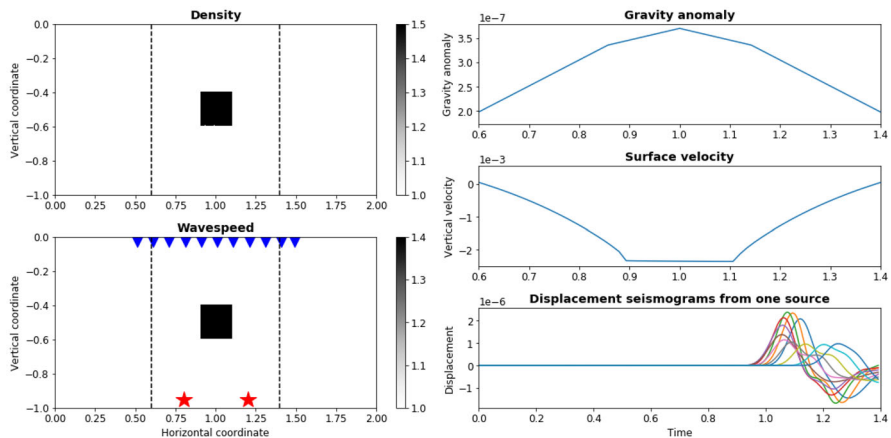 Density
Vertical coordinate
0.0
−0.2
−0.4
−0.6
−0.8
−1.0
0.00 0.25 0.50 0.75 1.00 1.25 1.50 1.75 2.00
1.5
1.4
1.3
1.2
1.1
1.0
Wavespeed
Vertical coordinate
0.0
−0.2
−0.4
−0.6
−0.8
−1.0
0.00 0.25 0.50 0.75 1.00 1.25 1.50 1.75 2.00
Horizontal coordinate
1.4
1.3
1.2
1.1
1.0
1e−7
Gravity anomaly
Gravity anomaly
3.5
3.0
2.5
2.0
0.6 0.7 0.8 0.9 1.0 1.1 1.2 1.3 1.4
1e−3
Surface velocity
Vertical velocity
0
−1
−2
0.6 0.7 0.8 0.9 1.0 1.1 1.2 1.3 1.4
1e−6
Displacement seismograms from one source
Displacement
2
1
0
−1
0.0 0.2 0.4 0.6 0.8 1.0 1.2 1.4
Time